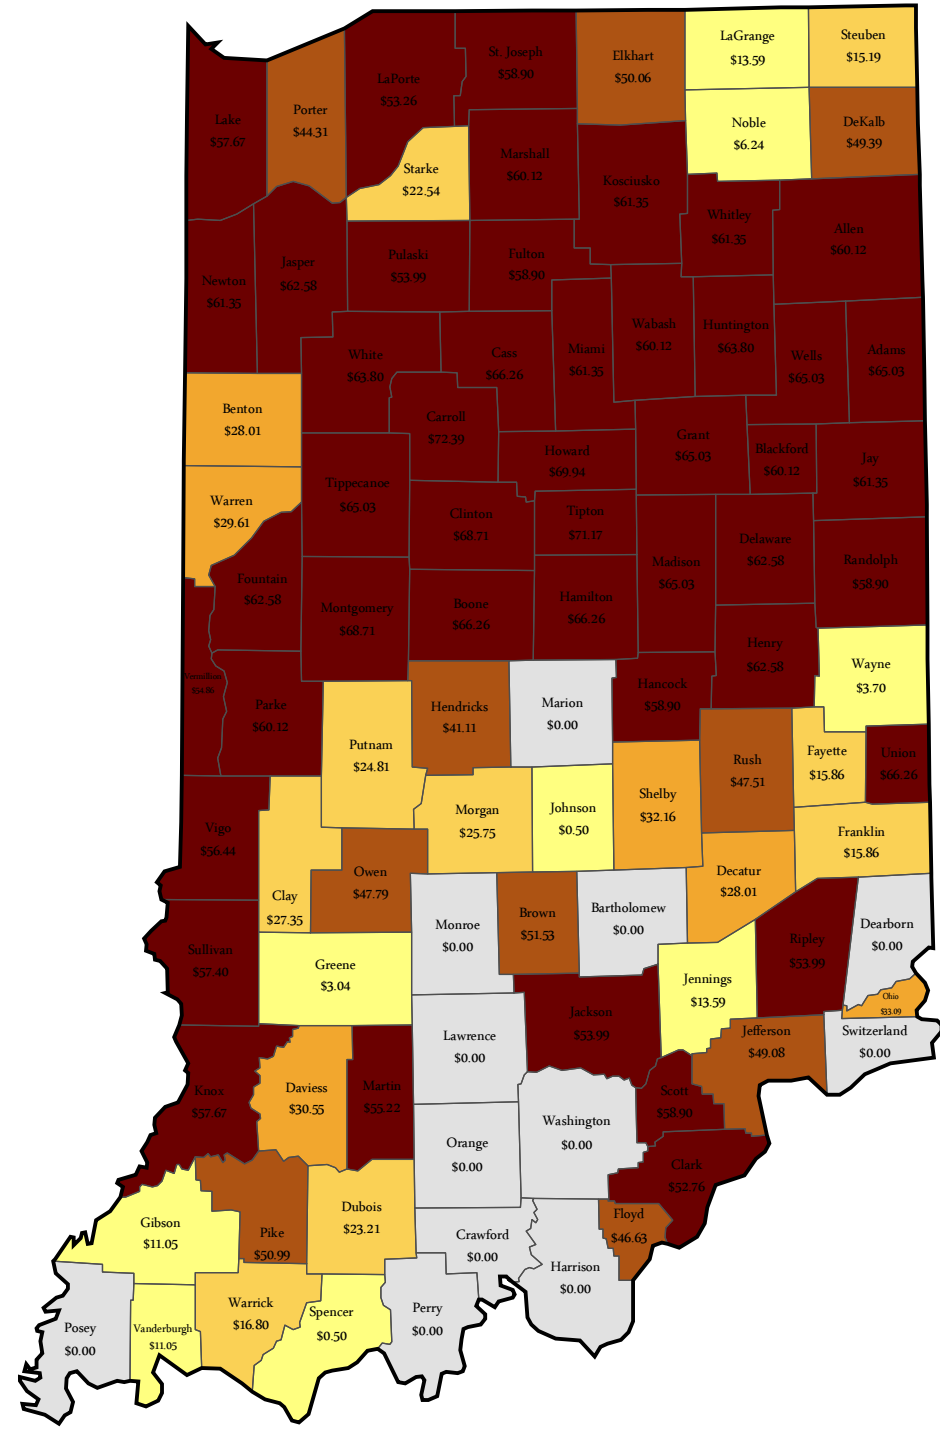 LaGrange
$13.59
Steuben
$15.19
St. Joseph
$58.90
Elkhart
$50.06
LaPorte
$53.26
Porter
$44.31
Lake
$57.67
Noble
$6.24
DeKalb
$49.39
Starke
$22.54
Marshall
$60.12
Kosciusko
$61.35
Whitley
$61.35
Allen
$60.12
Newton
$61.35
Jasper
$62.58
Pulaski
$53.99
Fulton
$58.90
White
$63.80
Cass
$66.26
Miami
$61.35
Wabash
$60.12
Huntington
$63.80
Wells
$65.03
Adams
$65.03
Benton
$28.01
Carroll
$72.39
Howard
$69.94
Grant
$65.03
Blackford
$60.12
Jay
$61.35
Warren
$29.61
Tippecanoe
$65.03
Clinton
$68.71
Tipton
$71.17
Madison
$65.03
Delaware
$62.58
Randolph
$58.90
Fountain
$62.58
Montgomery
$68.71
Boone
$66.26
Hamilton
$66.26
Henry
$62.58
Wayne
$3.70
Vermillion
$54.86
Parke
$60.12
Hendricks
$41.11
Marion
$0.00
Hancock
$58.90
Putnam
$24.81
Rush
$47.51
Fayette
$15.86
Union
$66.26
Vigo
$56.44
Morgan
$25.75
Johnson
$0.50
Shelby
$32.16
Franklin
$15.86
Clay
$27.35
Owen
$47.79
Decatur
$28.01
Monroe
$0.00
Brown
$51.53
Bartholomew
$0.00
Dearborn
$0.00
Sullivan
$57.40
Greene
$3.04
Ripley
$53.99
Jennings
$13.59
Ohio
$33.09
Jackson
$53.99
Lawrence
$0.00
Jefferson
$49.08
Switzerland
$0.00
Knox
$57.67
Daviess
$30.55
Martin
$55.22
Scott
$58.90
Washington
$0.00
Orange
$0.00
Clark
$52.76
Gibson
$11.05
Pike
$50.99
Dubois
$23.21
Crawford
$0.00
Floyd
$46.63
Harrison
$0.00
Posey
$0.00
Vanderburgh
$11.05
Warrick
$16.80
Spencer
$0.50
Perry
$0.00